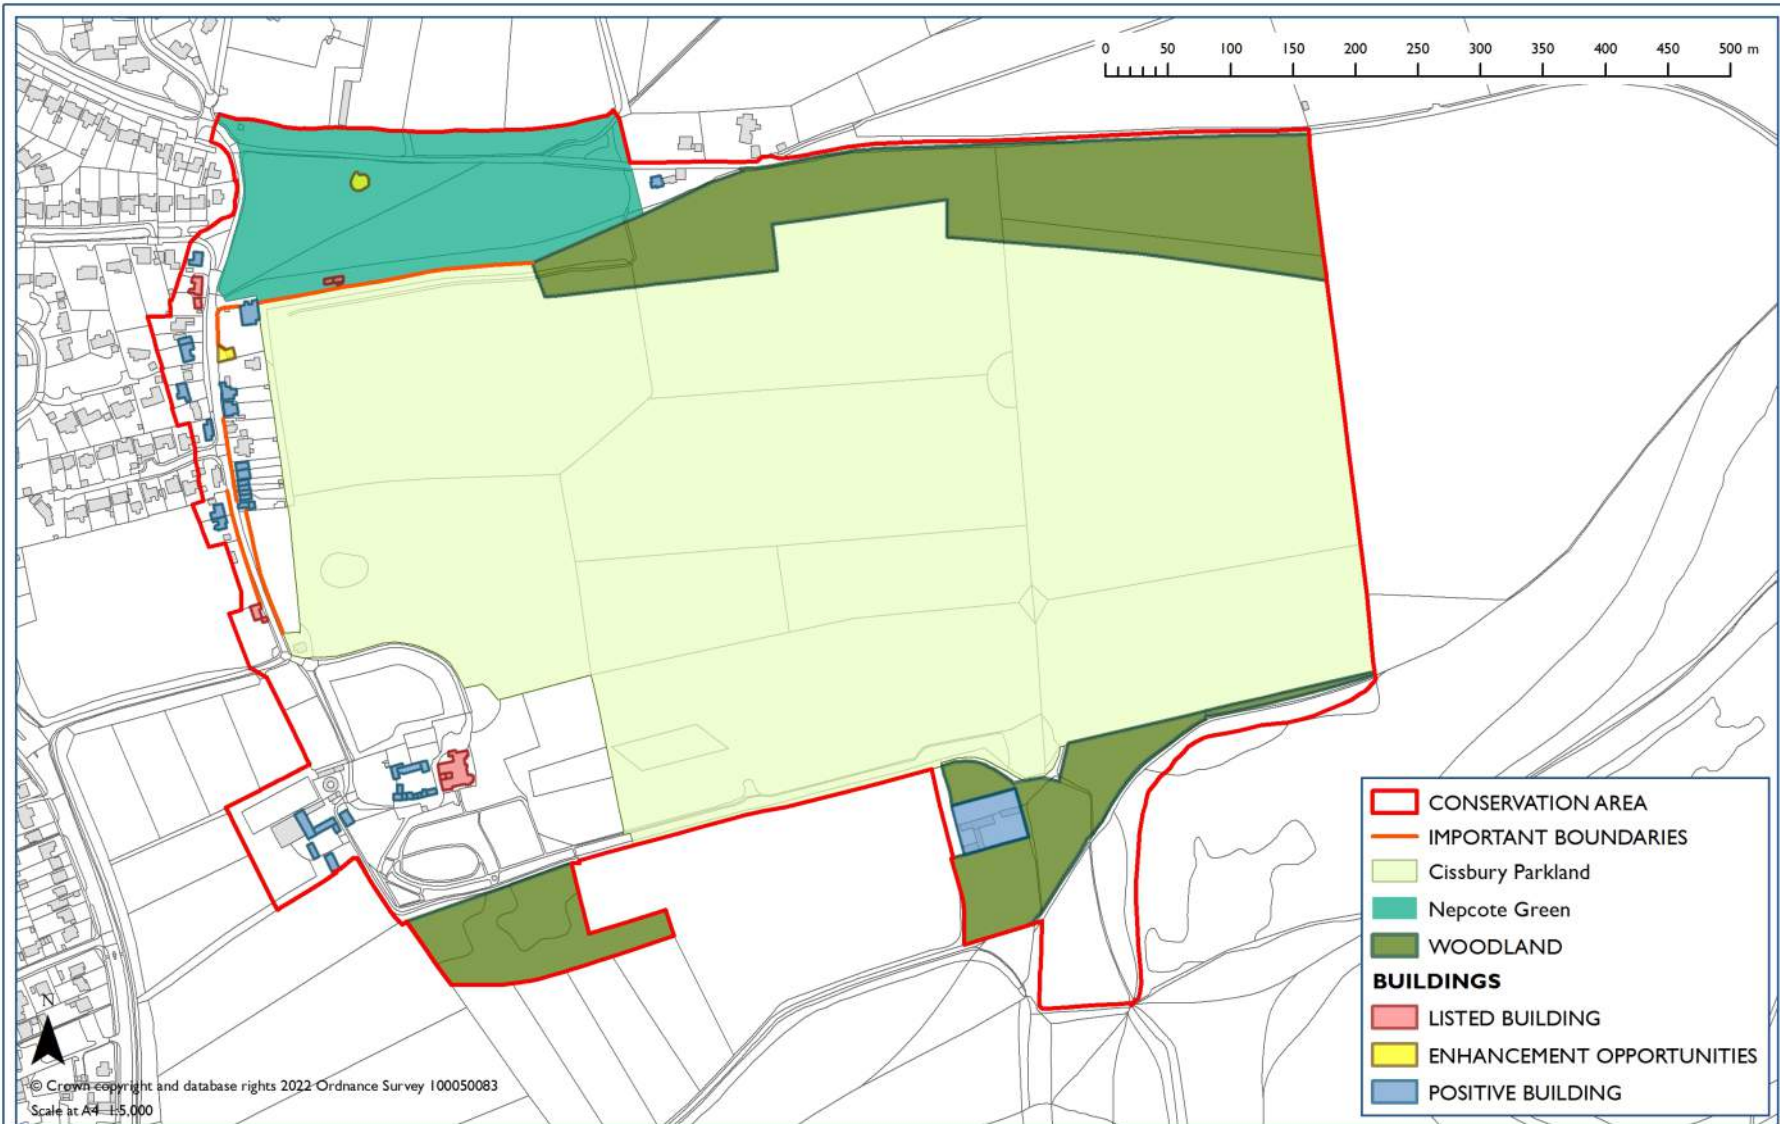 0 50 100 150 200 250 300 350 400 450 500 m
CONSERVATION AREA
IMPORTANT BOUNDARIES
Cissbury Parkland
Nepcote Green
WOODLAND
BUILDINGS
LISTED BUILDING
ENHANCEMENT OPPORTUNITIES
POSITIVE BUILDING
N
© Crown copyright and database rights 2022 Ordnance Survey 100050083
Scale at A4 1:5,000